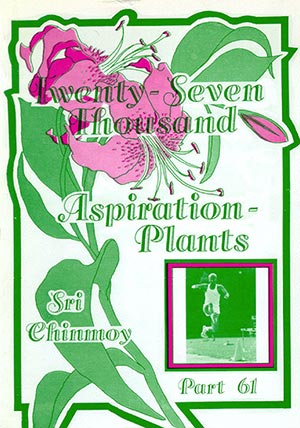 Twenty-Seven
Thousand
Aspiration-
Plants
Sri
Chinmoy
Part 61